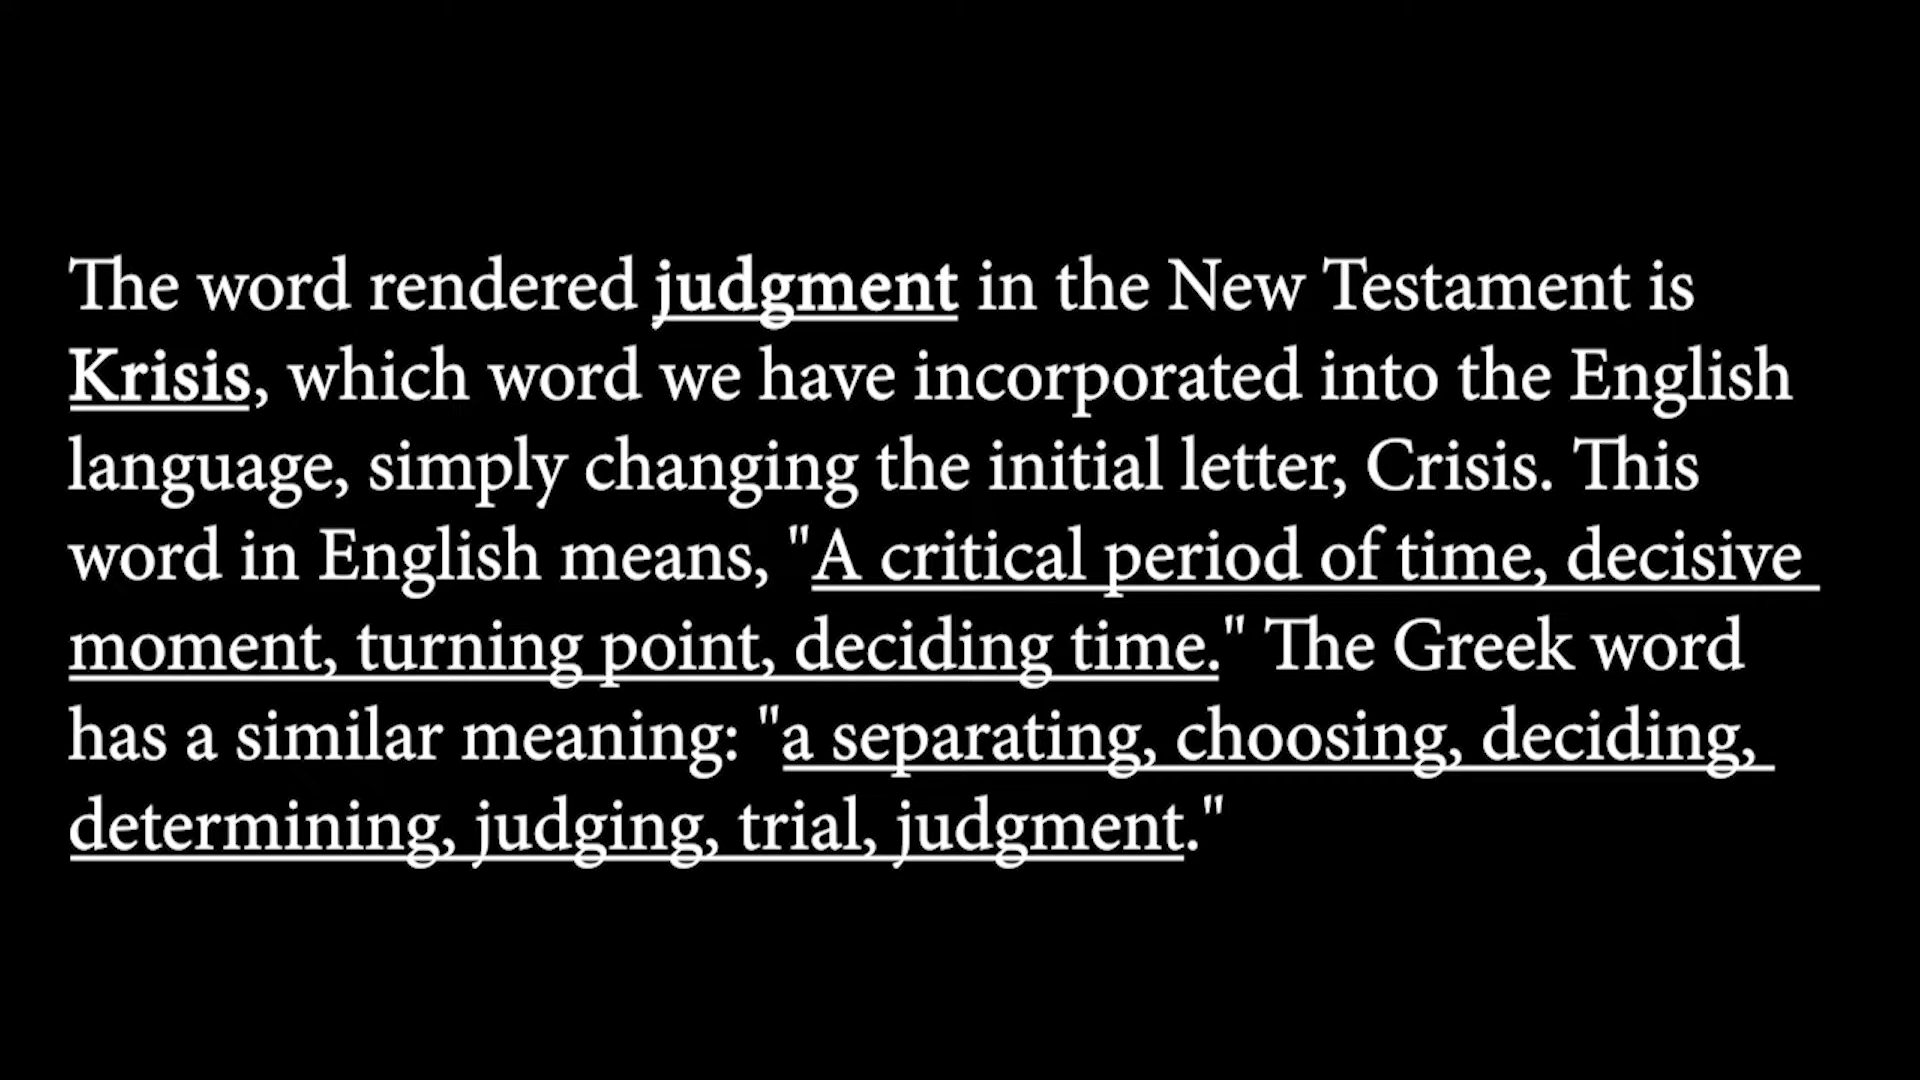 The word rendered judgment in the New Testament is
Krisis, which word we have incorporated into the English
language, simply changing the initial letter, Crisis. This
word in English means, "A critical period of time, decisive
moment, turning point, deciding time." The Greek word
has a similar meaning: "a separating, choosing, deciding,
determining, judging, trial, judgment."